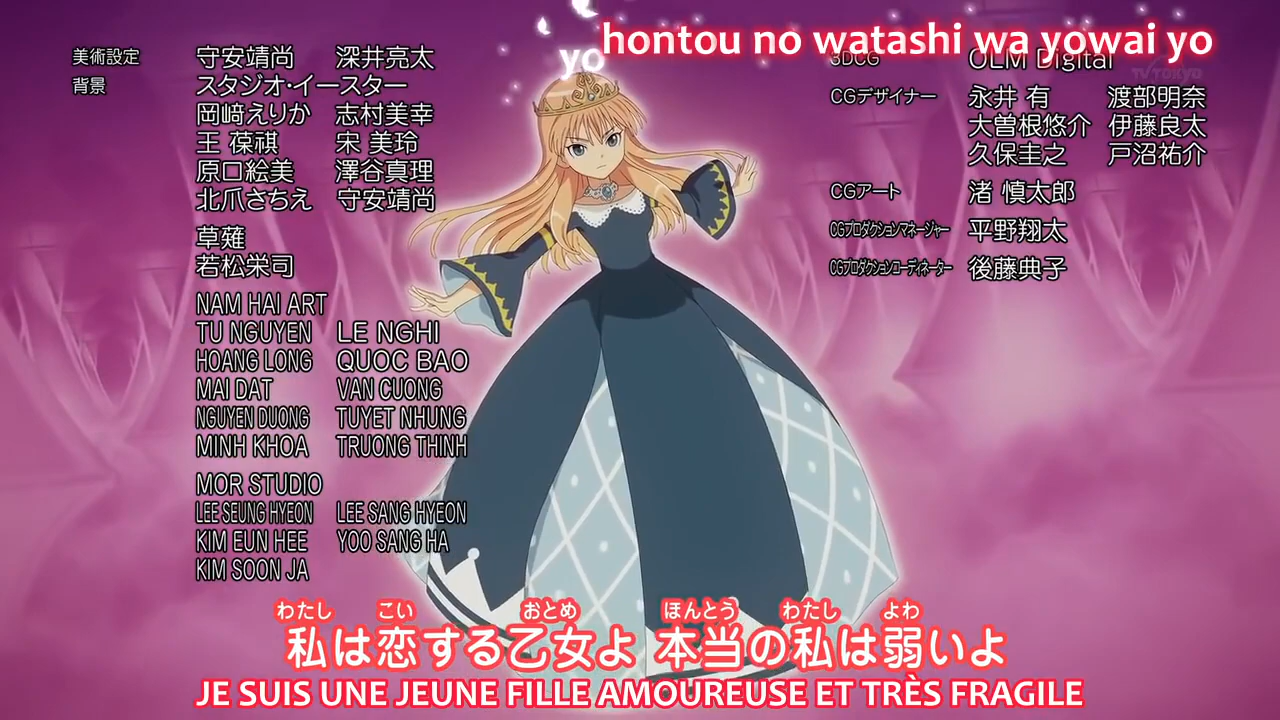 hontou no watashi wa yowai yo
yo
美術設定 守安靖尚 深井亮太
背景 スタジオ・イースター
岡﨑えりか 志村美幸
王 葆祺 宋 美玲
原口絵美 澤谷真理
北爪さちえ 守安靖尚
草薙
若松栄司
NAM HAI ART
TU NGUYEN LE NGHI
HOANG LONG QUOC BAO
MAI DAT VAN CUONG
NGUYEN DUONG TUYET NHUNG
MINH KHOA TRUONG THINH
MOR STUDIO
LEE SEUNG HYEON LEE SANG HYEON
KIM EUN HEE YOO SANG HA
KIM SOON JA
3DCG OLM Digital
TV TOKYO
CGデザイナー 永井 有 渡部明奈
大曽根悠介 伊藤良太
久保圭之 戸沼祐介
CGアート 渚 慎太郎
CGプロダクションマネージャー 平野翔太
CGプロダクションコーディネーター 後藤典子
わたし こい おとめ ほんとう わたし よわ
私は恋する乙女よ 本当の私は弱いよ
JE SUIS UNE JEUNE FILLE AMOUREUSE ET TRÈS FRAGILE